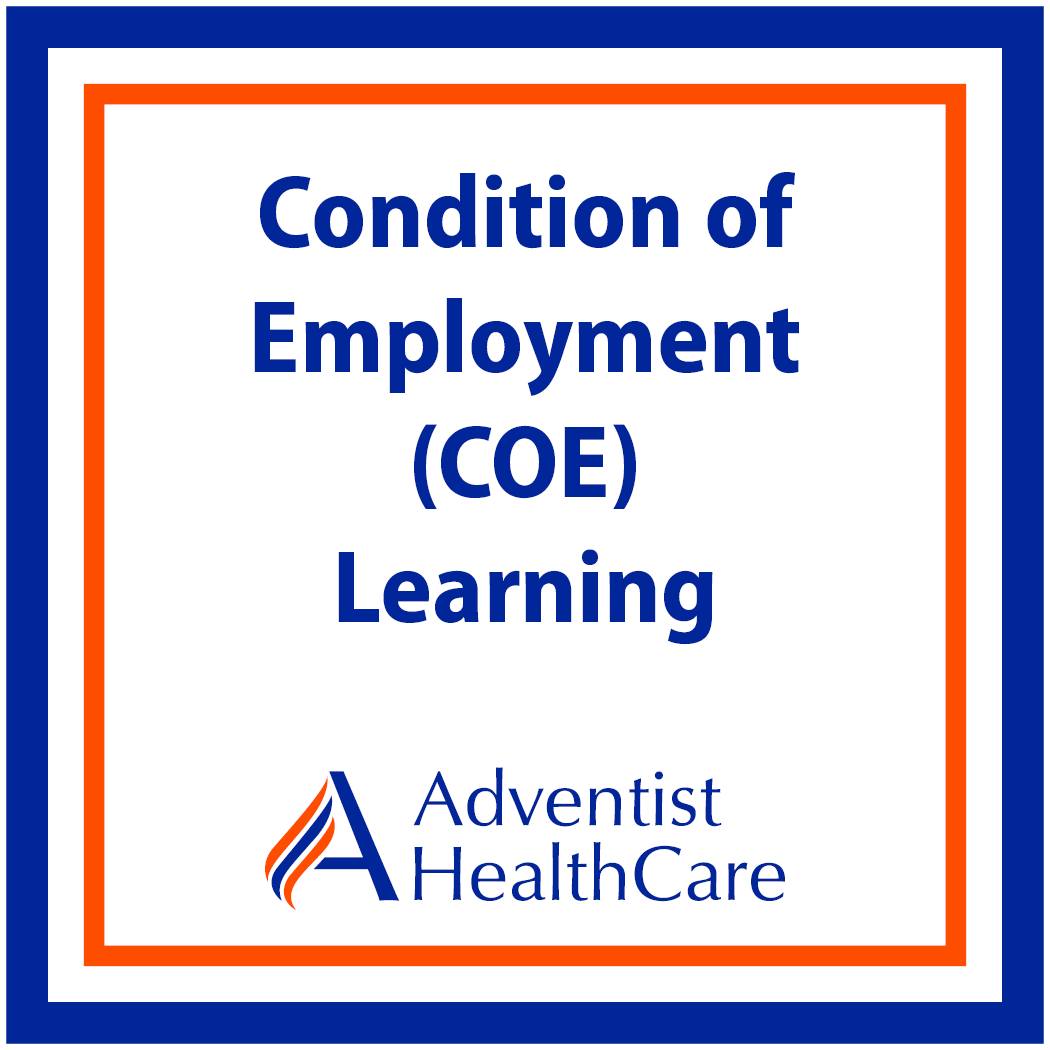 Condition of
Employment
(COE)
Learning
Adventist
HealthCare